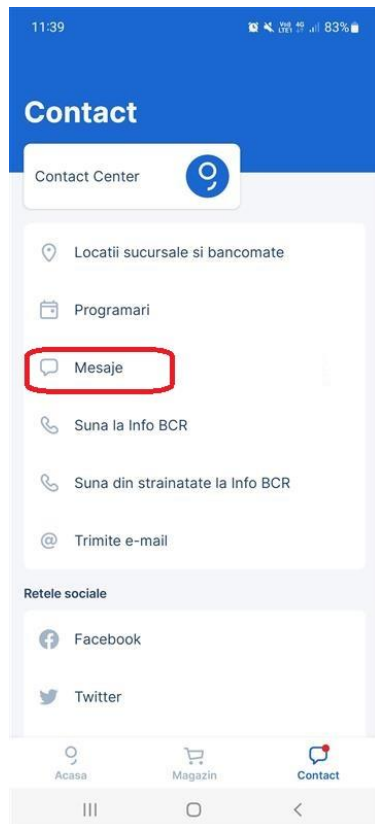 11:39
83%
Contact
Contact Center
Locatii sucursale si bancomate
Programari
Mesaje
Suna la Info BCR
Suna din strainatate la Info BCR
Trimite e-mail
Retele sociale
Facebook
Twitter
Acasa
Magazin
Contact